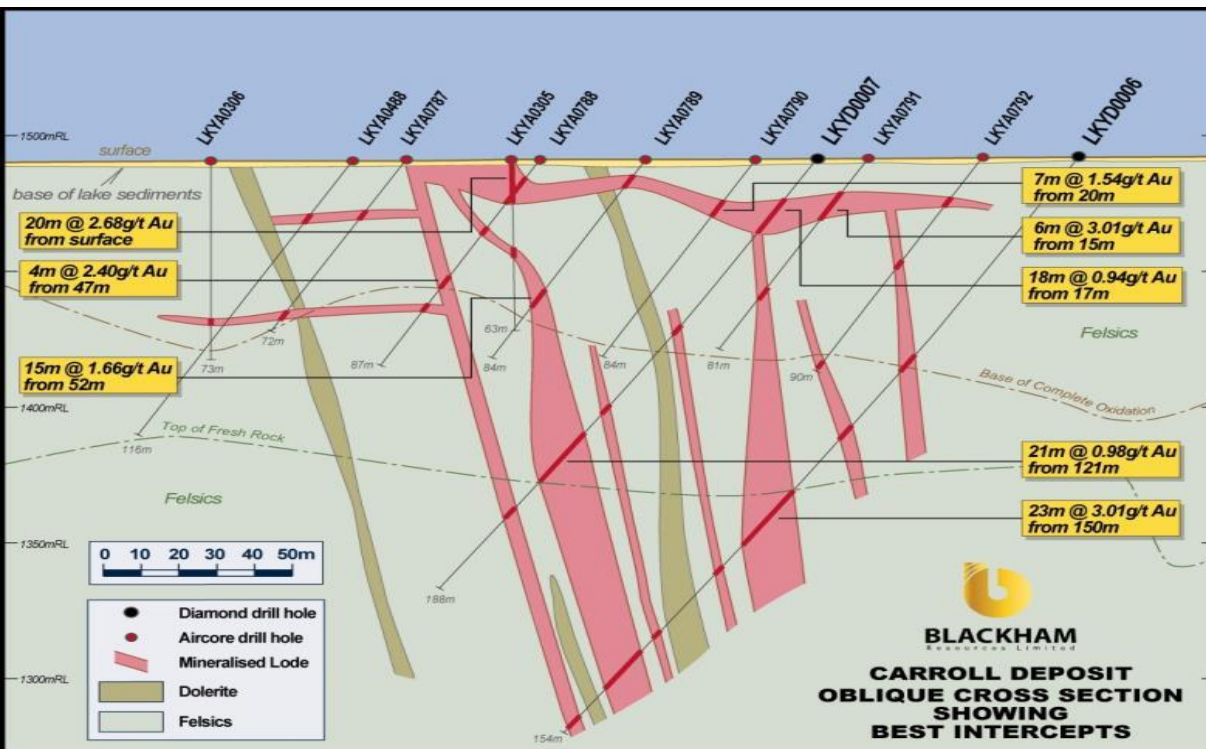 LKYA0306
LKYA0488
LKYA0787
LKYA0305
LKYA0788
LKYA0789
LKYA0790
LKYD0007
LKYA0791
LKYA0792
LKYD0006
1500mRL
surface
base of lake sediments
20m @ 2.68g/t Au
from surface
4m @ 2.40g/t Au
from 47m
15m @ 1.66g/t Au
from 52m
7m @ 1.54g/t Au
from 20m
6m @ 3.01g/t Au
from 15m
18m @ 0.94g/t Au
from 17m
Felsics
72m
73m
87m
63m
84m
84m
81m
90m
Base of Complete Oxidation
1400mRL
Top of Fresh Rock
116m
21m @ 0.98g/t Au
from 121m
23m @ 3.01g/t Au
from 150m
Felsics
1350mRL
0 10 20 30 40 50m
188m
Diamond drill hole
Aircore drill hole
Mineralised Lode
Dolerite
Felsics
1300mRL
154m
BLACKHAM
Resources Limited
CARROLL DEPOSIT
OBLIQUE CROSS SECTION
SHOWING
BEST INTERCEPTS